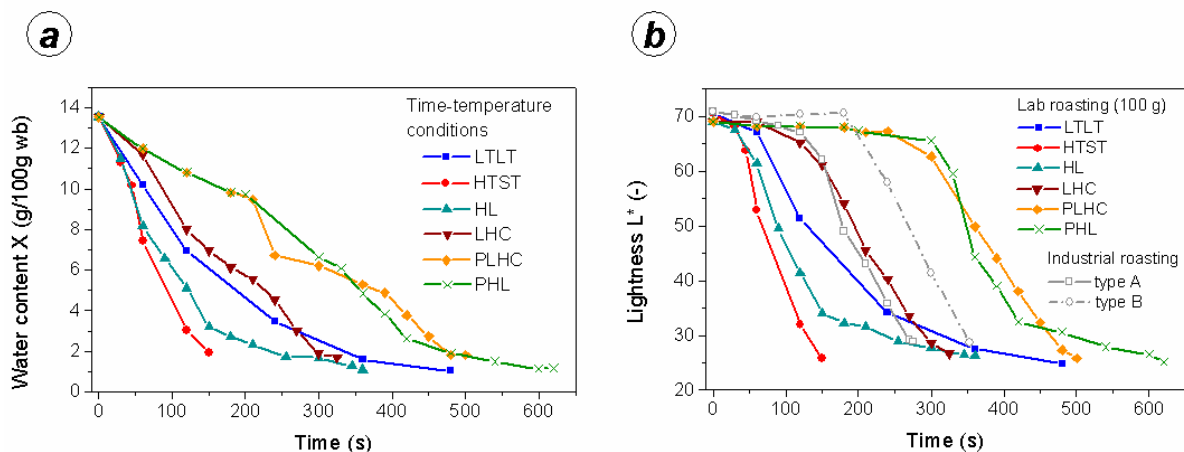 a
Water content X (g/100g wb)
14
12
10
8
6
4
2
0
0 100 200 300 400 500 600
Time (s)
Time-temperature
conditions
LTLT
HTST
HL
LHC
PLHC
PHL
b
Lightness L* (-)
70
60
50
40
30
20
0 100 200 300 400 500 600
Time (s)
Lab roasting (100 g)
LTLT
HTST
HL
LHC
PLHC
PHL
Industrial roasting
type A
type B